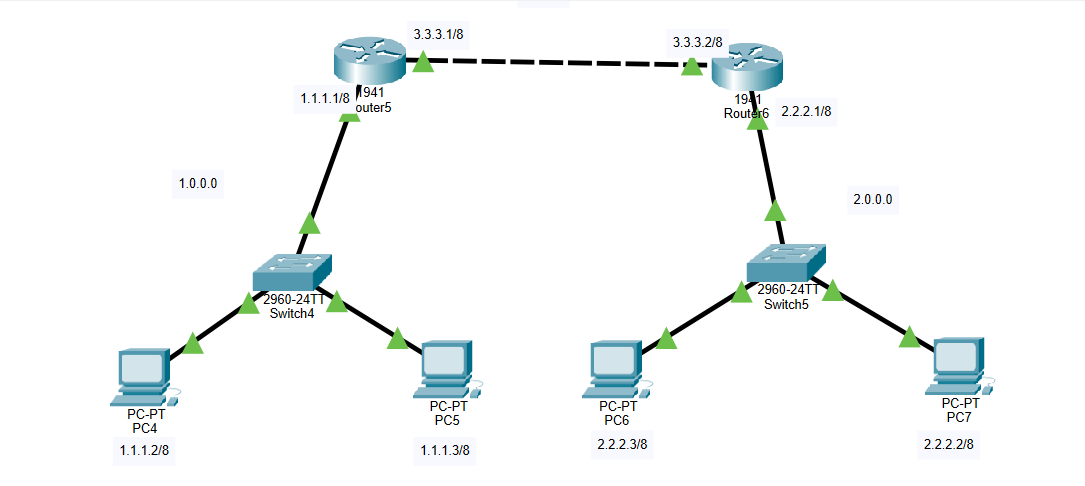 3.3.3.1/8
3.3.3.2/8
1.1.1.1/8
1941
outer5
1941
Router6
2.2.2.1/8
1.0.0.0
2.0.0.0
2960-24TT
Switch4
2960-24TT
Switch5
PC-PT
PC4
PC-PT
PC5
PC-PT
PC6
PC-PT
PC7
1.1.1.2/8
1.1.1.3/8
2.2.2.3/8
2.2.2.2/8